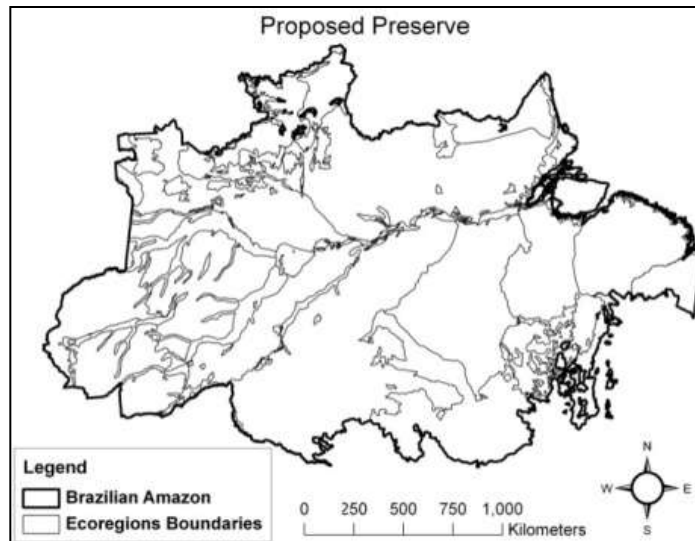 Proposed Preserve
Legend
Brazilian Amazon
Ecoregions Boundaries
0 250 500 750 1,000
Kilometers
N
W E
S